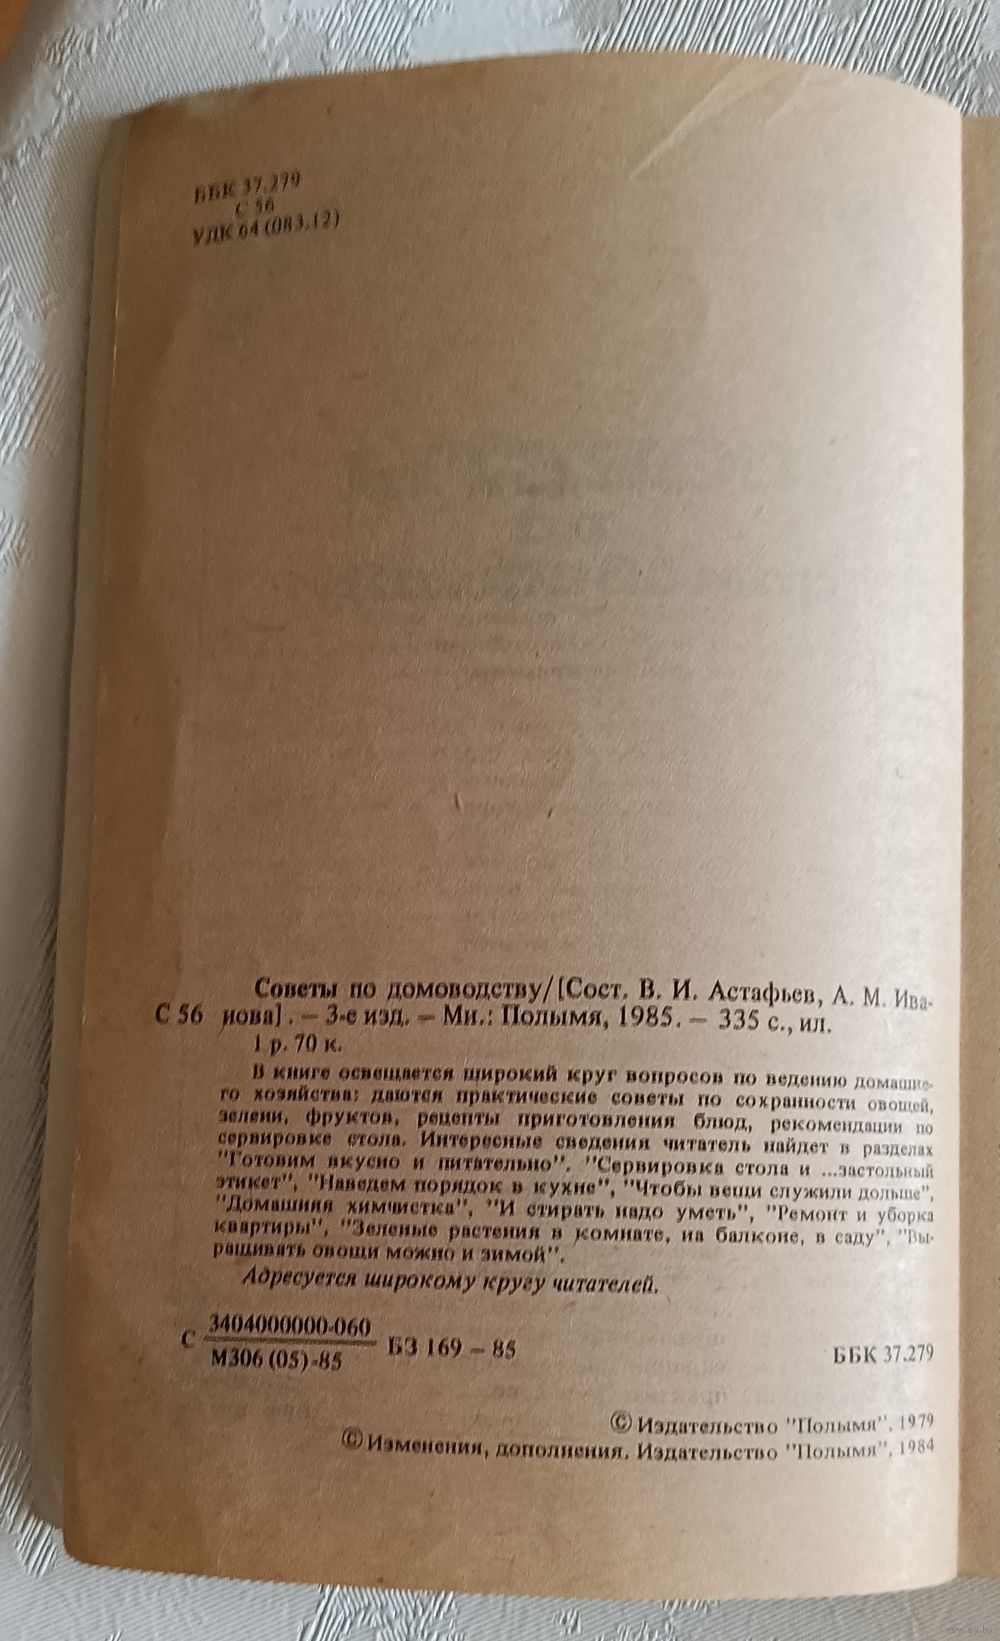 ББК 37.279
С 56
УДК 64 (083.12)
Советы по домоводству/[Сост. В. И. Астафьев, А. М. Ива-
С 56 нова]. — 3-е изд. — Мн.: Полымя, 1985. — 335 с., ил.
1 р. 70 к.
В книге освещается широкий круг вопросов по ведению домашне-
го хозяйства: даются практические советы по сохранности овощей,
зелени, фруктов, рецепты приготовления блюд, рекомендации по
сервировке стола. Интересные сведения читатель найдет в разделах
"Готовим вкусно и питательно", "Сервировка стола и ...застольный
этикет", "Наведем порядок в кухне", "Чтобы вещи служили дольше",
"Домашняя химчистка", "И стирать надо уметь", "Ремонт и уборка
квартиры", "Зеленые растения в комнате, на балконе, в саду", "Вы-
ращивать овощи можно и зимой".
Адресуется широкому кругу читателей.
С 3404000000-060 БЗ 169 — 85
М306 (05)-85
ББК 37.279
© Издательство "Полымя", 1979
© Изменения, дополнения. Издательство "Полымя", 1984
www.ay.by